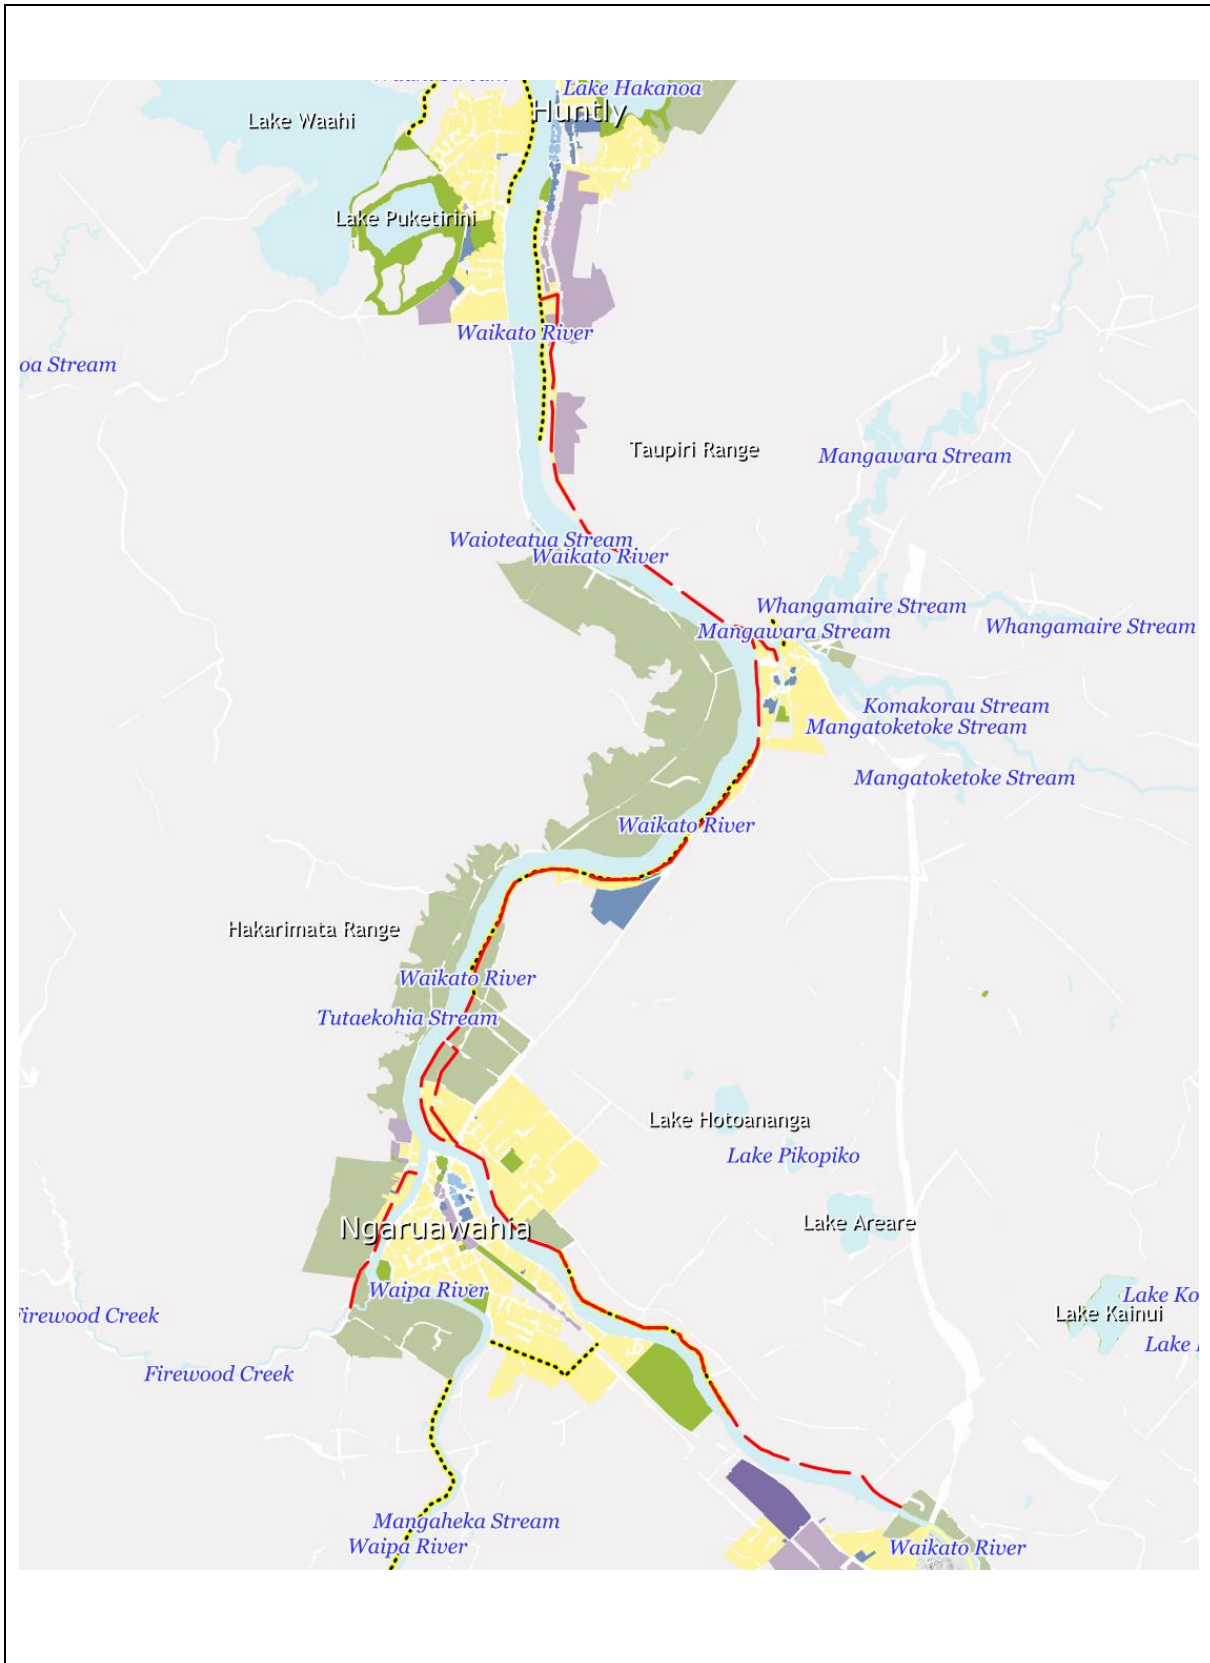 Lake Hakanoa
Huntly
Lake Waahi
Lake Puketirini
Waikato River
oa Stream
Taupiri Range
Mangawara Stream
Waioteatua Stream
Waikato River
Whangamaire Stream
Whangamaire Stream
Mangawara Stream
Komakorau Stream
Mangatoketoke Stream
Mangatoketoke Stream
Waikato River
Hakarimata Range
Waikato River
Tutaekohia Stream
Lake Hotoananga
Lake Pikopiko
Lake Areare
Ngaruawahia
Waipa River
Lake Ko
Lake Kainui
irewood Creek
Lake
Firewood Creek
Mangaheka Stream
Waipa River
Waikato River